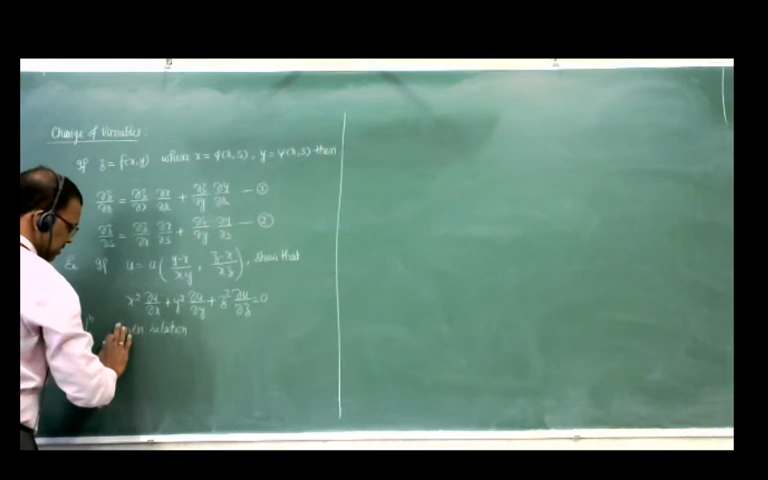 Change of Variables:
If z = f(x,y) where x = φ(r,s), y = ψ(r,s) then
∂z/∂r = ∂z/∂x ∂x/∂r + ∂z/∂y ∂y/∂r — ①
∂z/∂s = ∂z/∂x ∂x/∂s + ∂z/∂y ∂y/∂s — ②
Ex If u = u((y-x)/xy, (z-x)/xz), show that
x² ∂u/∂x + y² ∂u/∂y + z² ∂u/∂z = 0
relation